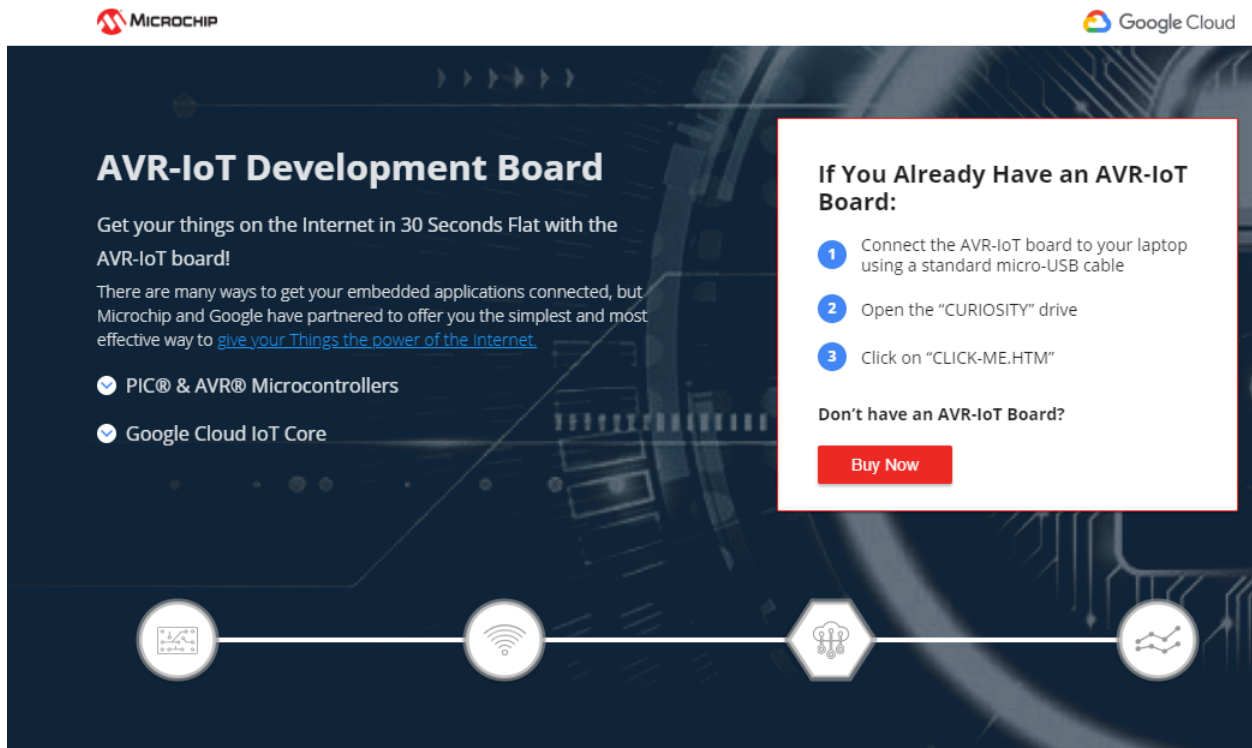 MICROCHIP
Google Cloud
AVR-IoT Development Board
Get your things on the Internet in 30 Seconds Flat with the
AVR-IoT board!
There are many ways to get your embedded applications connected, but
Microchip and Google have partnered to offer you the simplest and most
effective way to give your Things the power of the Internet.
PIC® & AVR® Microcontrollers
Google Cloud IoT Core
If You Already Have an AVR-IoT
Board:
1 Connect the AVR-IoT board to your laptop
using a standard micro-USB cable
2 Open the “CURIOSITY” drive
3 Click on “CLICK-ME.HTM”
Don’t have an AVR-IoT Board?
Buy Now